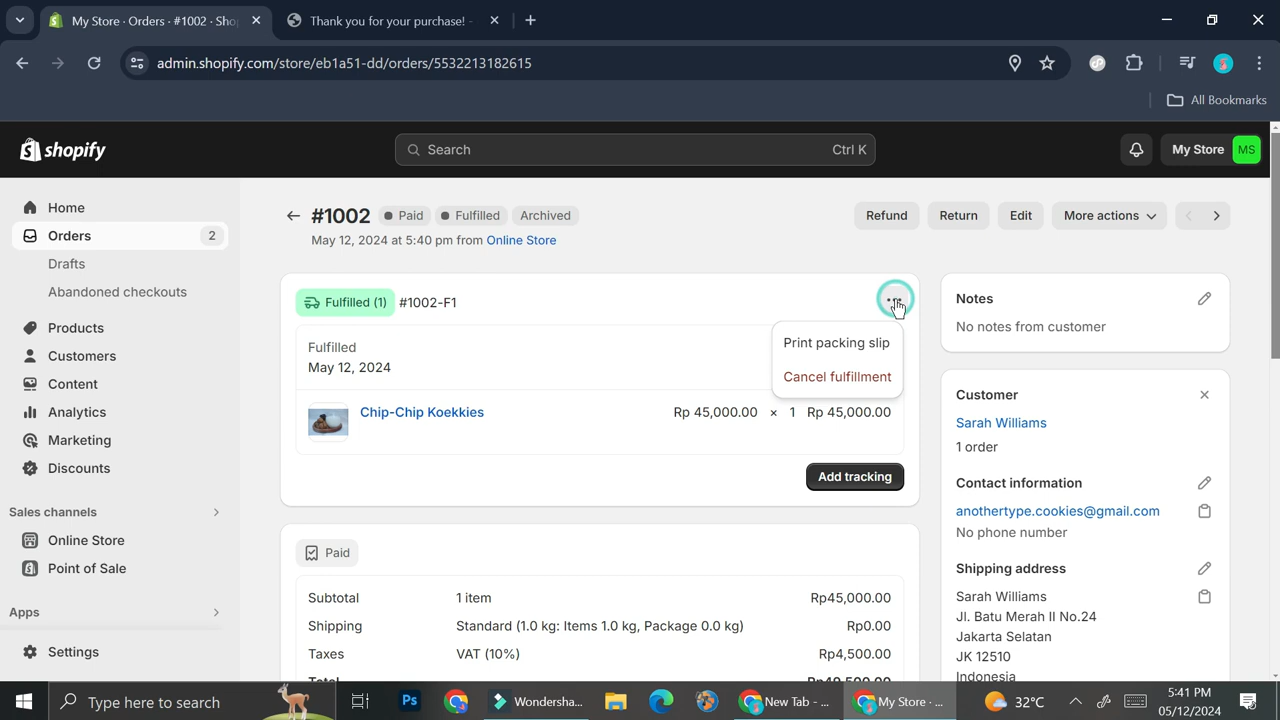 My Store · Orders · #1002 · Sho
Thank you for your purchase! -
admin.shopify.com/store/eb1a51-dd/orders/5532213182615
All Bookmarks
shopify
Search
Ctrl K
My Store
MS
Home
Orders
2
Drafts
Abandoned checkouts
Products
Customers
Content
Analytics
Marketing
Discounts
Sales channels
Online Store
Point of Sale
Apps
Settings
#1002
Paid
Fulfilled
Archived
Refund
Return
Edit
More actions
May 12, 2024 at 5:40 pm from Online Store
Fulfilled (1)
#1002-F1
Print packing slip
Cancel fulfillment
Fulfilled
May 12, 2024
Chip-Chip Koekkies
Rp 45,000.00 × 1 Rp 45,000.00
Add tracking
Paid
Subtotal 1 item Rp45,000.00
Shipping Standard (1.0 kg: Items 1.0 kg, Package 0.0 kg) Rp0.00
Taxes VAT (10%) Rp4,500.00
Total Rp49,500.00
Notes
No notes from customer
Customer
Sarah Williams
1 order
Contact information
anothertype.cookies@gmail.com
No phone number
Shipping address
Sarah Williams
Jl. Batu Merah II No.24
Jakarta Selatan
JK 12510
Indonesia
Type here to search
Ps
Wondersha...
New Tab - ...
My Store · ...
32°C
5:41 PM
05/12/2024